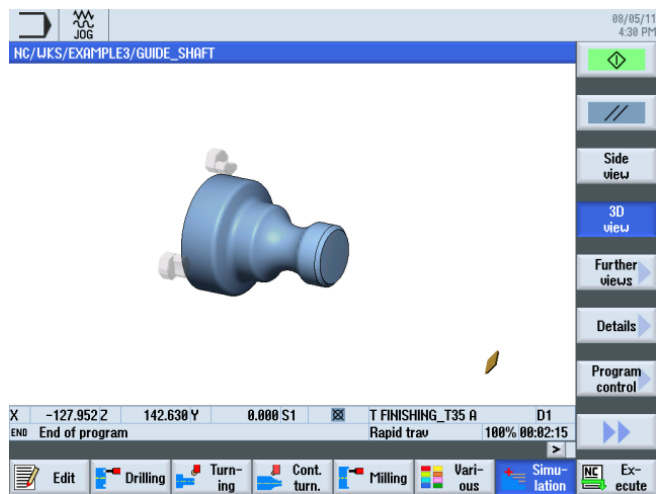 08/05/11
4:30 PM
JOG
NC/WKS/EXAMPLE3/GUIDE_SHAFT
Side
view
3D
view
Further
views
Details
Program
control
X -127.952 Z 142.630 Y 0.000 S1 T FINISHING_T35 A D1
END End of program Rapid trav 100% 00:02:15
>
Edit
Drilling
Turn-
ing
Cont.
turn.
Milling
Vari-
ous
Simu-
lation
NC
Ex-
ecute